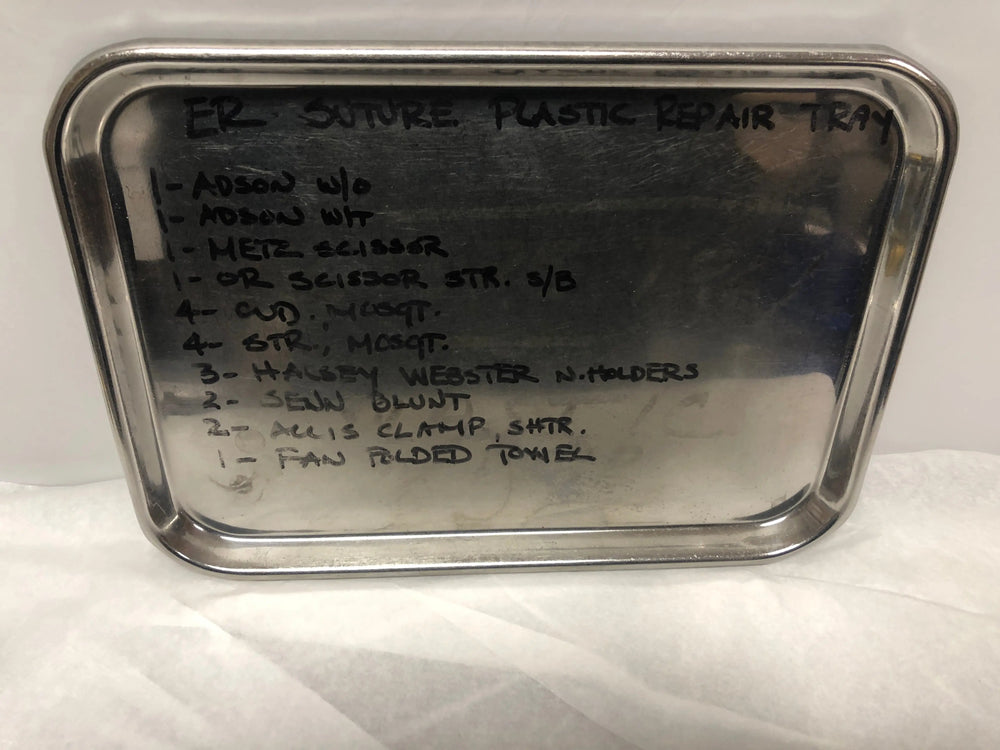 ER SUTURE PLASTIC REPAIR TRAY
1- ADSON W/O
1- ADSON W/T
1- METZ SCISSOR
1- OR SCISSOR STR. S/B
4- CVD. MOSQT.
4- STR., MOSQT.
3- HALSEY WEBSTER N.HOLDERS
2- SENN BLUNT
2- ALLIS CLAMP, SHTR.
1- FAN FOLDED TOWEL